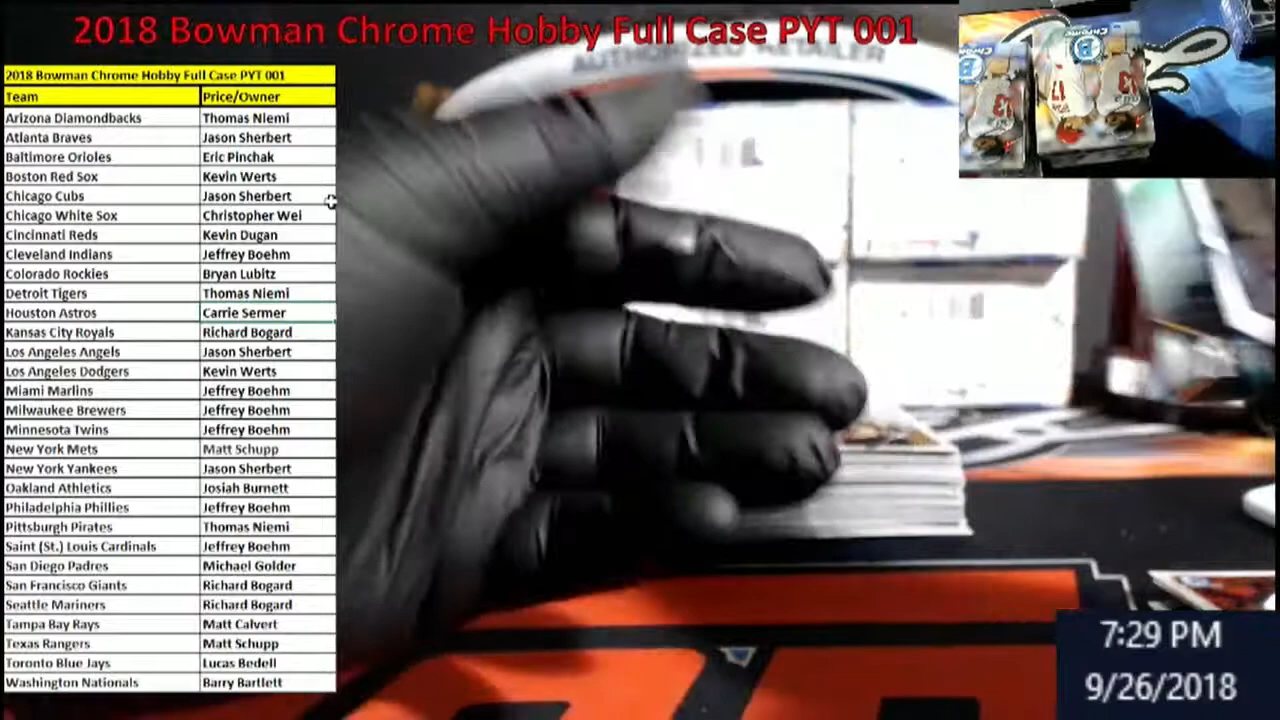 2018 Bowman Chrome Hobby Full Case PYT 001
AUTHORIZED RETAILER
2018 Bowman Chrome Hobby Full Case PYT 001
Team Price/Owner
Arizona Diamondbacks Thomas Niemi
Atlanta Braves Jason Sherbert
Baltimore Orioles Eric Pinchak
Boston Red Sox Kevin Werts
Chicago Cubs Jason Sherbert
Chicago White Sox Christopher Wei
Cincinnati Reds Kevin Dugan
Cleveland Indians Jeffrey Boehm
Colorado Rockies Bryan Lubitz
Detroit Tigers Thomas Niemi
Houston Astros Carrie Sermer
Kansas City Royals Richard Bogard
Los Angeles Angels Jason Sherbert
Los Angeles Dodgers Kevin Werts
Miami Marlins Jeffrey Boehm
Milwaukee Brewers Jeffrey Boehm
Minnesota Twins Jeffrey Boehm
New York Mets Matt Schupp
New York Yankees Jason Sherbert
Oakland Athletics Josiah Burnett
Philadelphia Phillies Jeffrey Boehm
Pittsburgh Pirates Thomas Niemi
Saint (St.) Louis Cardinals Jeffrey Boehm
San Diego Padres Michael Golder
San Francisco Giants Richard Bogard
Seattle Mariners Richard Bogard
Tampa Bay Rays Matt Calvert
Texas Rangers Matt Schupp
Toronto Blue Jays Lucas Bedell
Washington Nationals Barry Bartlett
Chrome
B
17
13
7:29 PM
9/26/2018